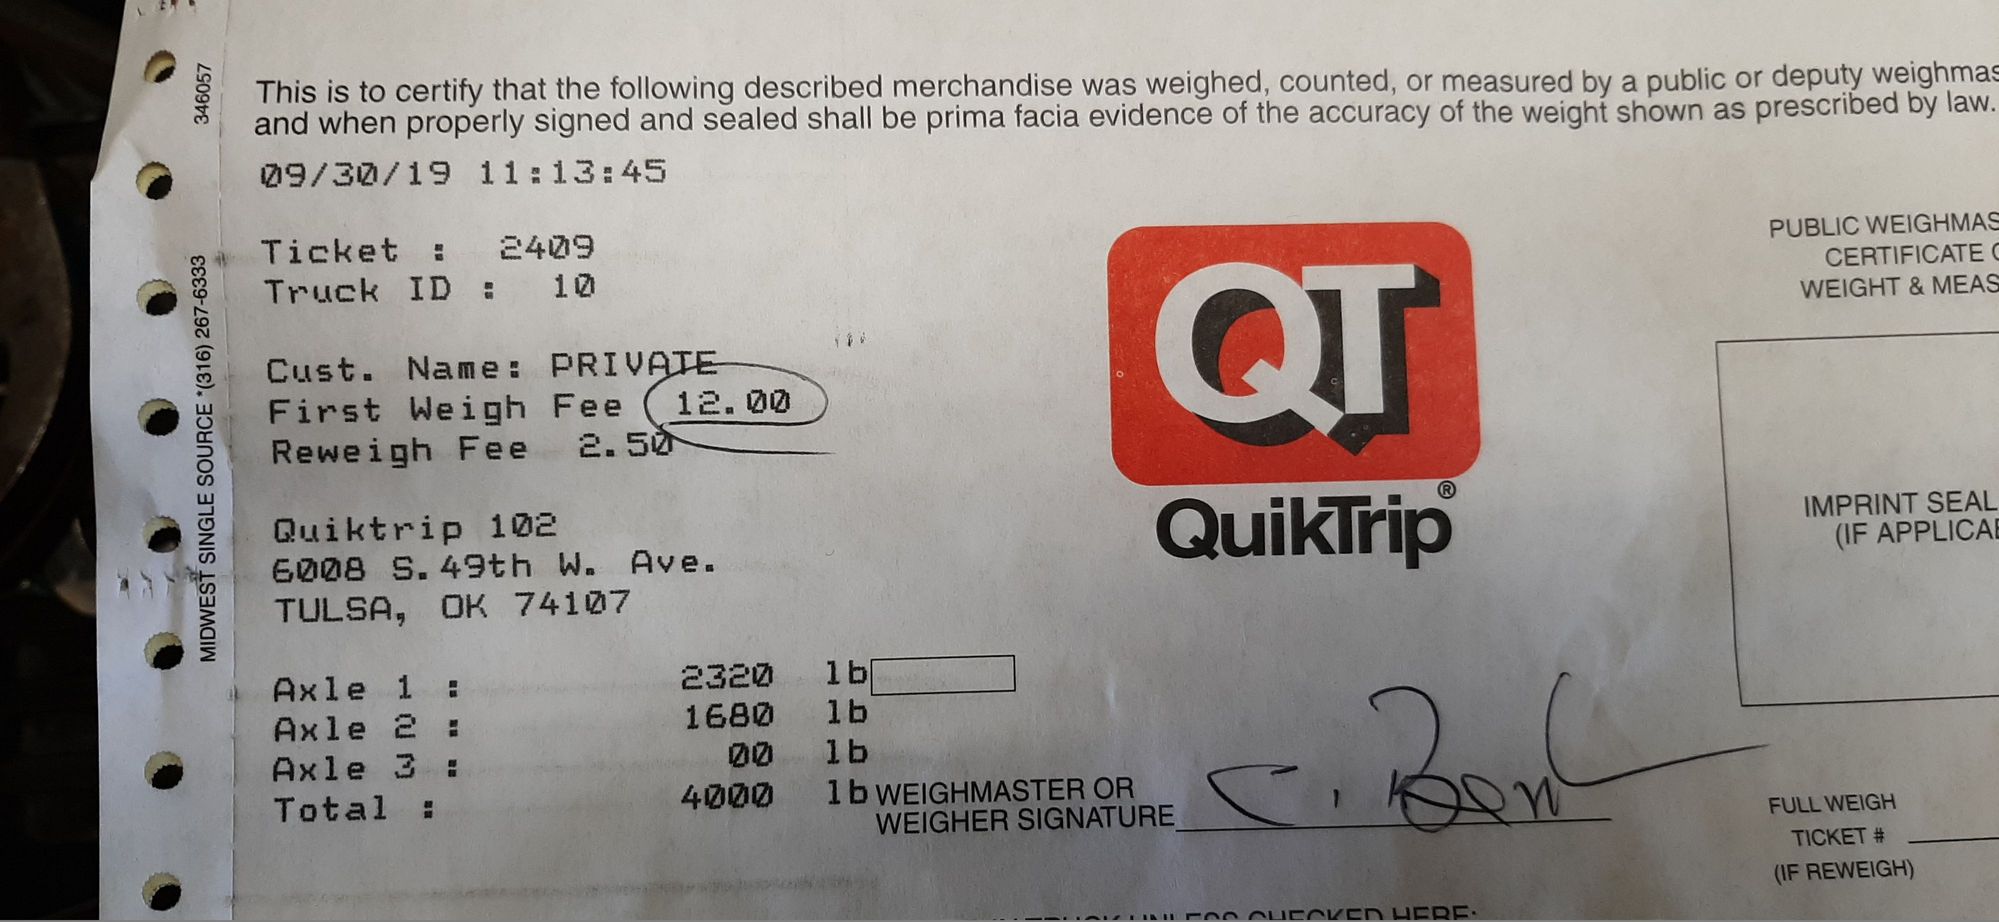 This is to certify that the following described merchandise was weighed, counted, or measured by a public or deputy weighmas
and when properly signed and sealed shall be prima facia evidence of the accuracy of the weight shown as prescribed by law.
346057
MIDWEST SINGLE SOURCE *(316) 267-6333
09/30/19 11:13:45
Ticket : 2409
Truck ID : 10
Cust. Name: PRIVATE
First Weigh Fee 12.00
Reweigh Fee 2.50
Quiktrip 102
6008 S.49th W. Ave.
TULSA, OK 74107
Axle 1 : 2320 lb
Axle 2 : 1680 lb
Axle 3 : 00 lb
Total : 4000 lb
QT
QuikTrip®
PUBLIC WEIGHMAS
CERTIFICATE
WEIGHT & MEAS
IMPRINT SEAL
(IF APPLICA
WEIGHMASTER OR
WEIGHER SIGNATURE
FULL WEIGH
TICKET #
(IF REWEIGH)
UNLESS CHECKED HERE: